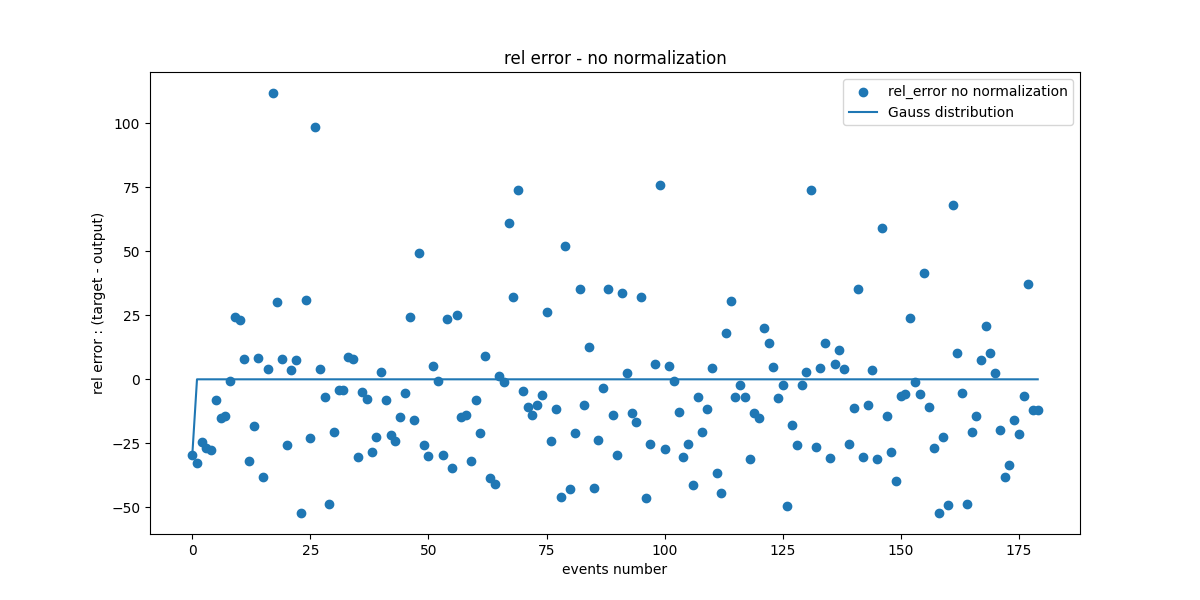 rel error - no normalization
rel_error no normalization
Gauss distribution
rel error : (target - output)
100
75
50
25
0
−25
−50
0 25 50 75 100 125 150 175
events number